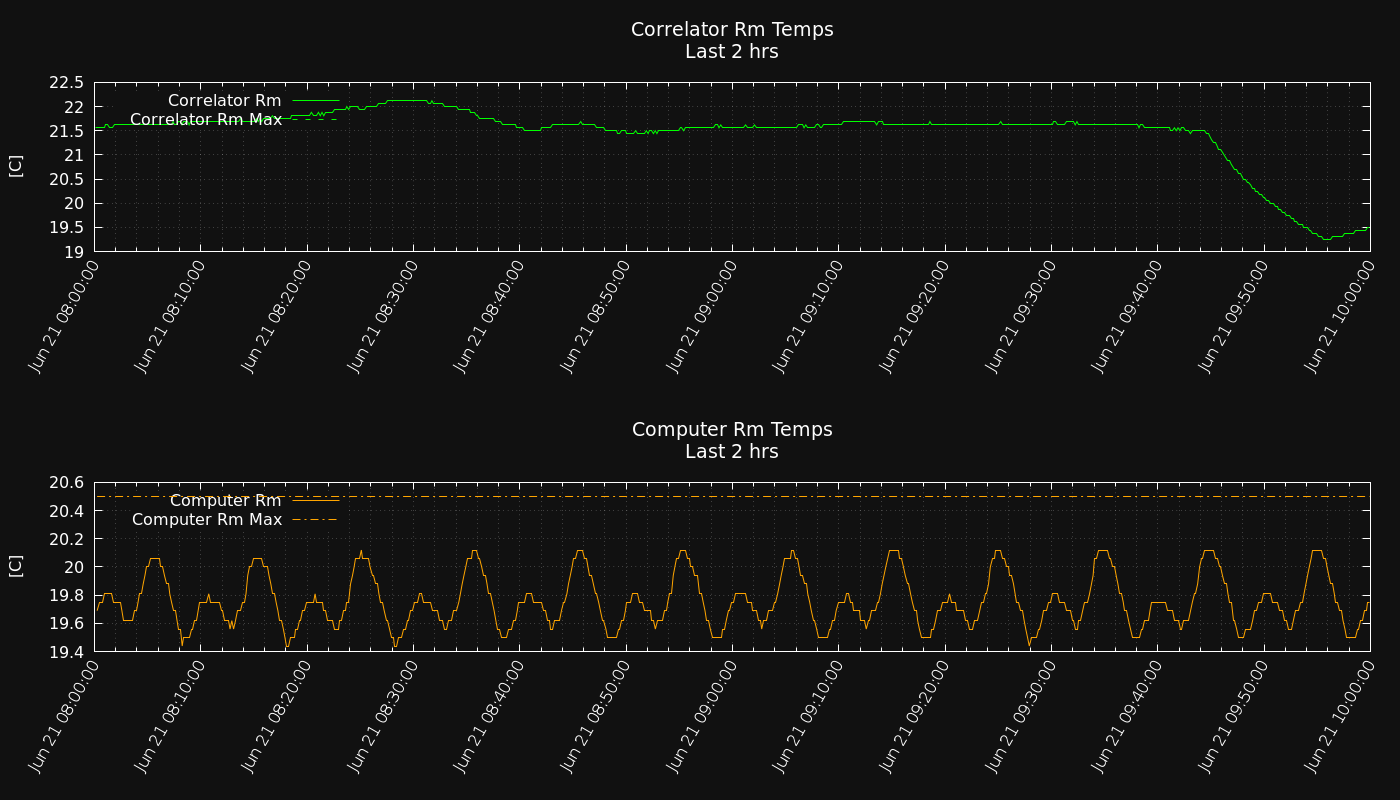 Correlator Rm Temps
Last 2 hrs
22.5
22
21.5
21
20.5
20
19.5
19
[C]
Correlator Rm
Correlator Rm Max
Jun 21 08:00:00
Jun 21 08:10:00
Jun 21 08:20:00
Jun 21 08:30:00
Jun 21 08:40:00
Jun 21 08:50:00
Jun 21 09:00:00
Jun 21 09:10:00
Jun 21 09:20:00
Jun 21 09:30:00
Jun 21 09:40:00
Jun 21 09:50:00
Jun 21 10:00:00
Computer Rm Temps
Last 2 hrs
20.6
20.4
20.2
20
19.8
19.6
19.4
[C]
Computer Rm
Computer Rm Max
Jun 21 08:00:00
Jun 21 08:10:00
Jun 21 08:20:00
Jun 21 08:30:00
Jun 21 08:40:00
Jun 21 08:50:00
Jun 21 09:00:00
Jun 21 09:10:00
Jun 21 09:20:00
Jun 21 09:30:00
Jun 21 09:40:00
Jun 21 09:50:00
Jun 21 10:00:00